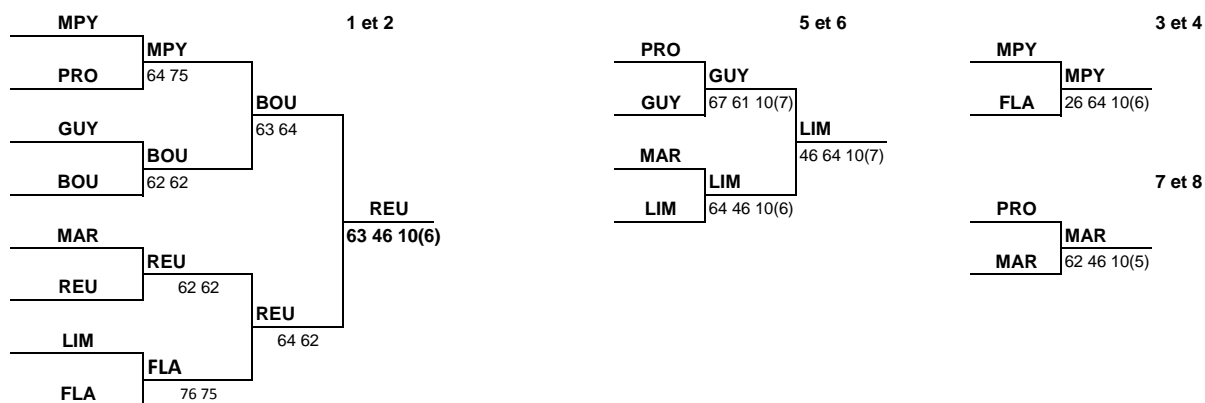 1 et 2
MPY
MPY
PRO
64 75
BOU
63 64
GUY
BOU
BOU
62 62
REU
63 46 10(6)
MAR
REU
REU
62 62
REU
64 62
LIM
FLA
FLA
76 75
5 et 6
PRO
GUY
GUY
67 61 10(7)
LIM
46 64 10(7)
MAR
LIM
LIM
64 46 10(6)
3 et 4
MPY
MPY
FLA
26 64 10(6)
7 et 8
PRO
MAR
MAR
62 46 10(5)